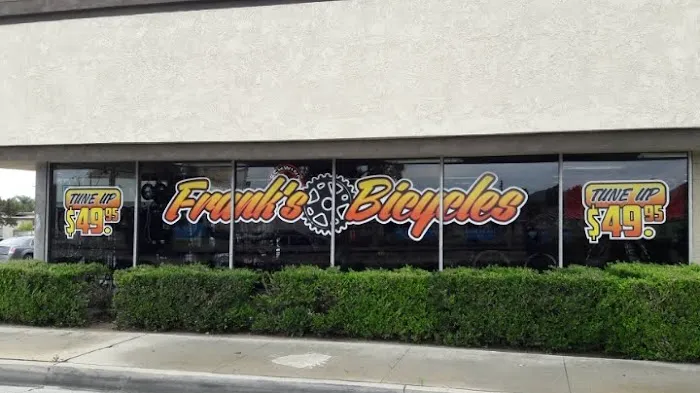 TUNE UP
$49.95
Frank's Bicycles
TUNE UP
$49.95